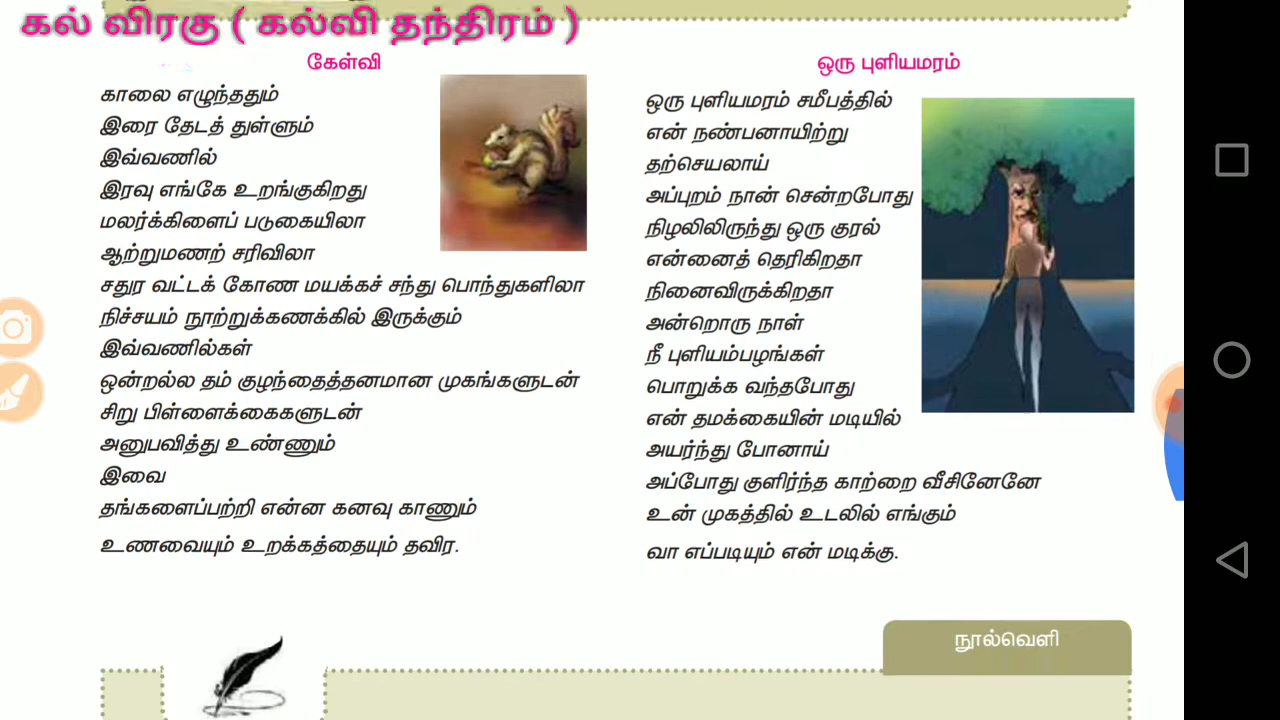 கல் விரகு ( கல்வி தந்திரம் )
கேள்வி
காலை எழுந்ததும்
இரை தேடத் துள்ளும்
இவ்வணில்
இரவு எங்கே உறங்குகிறது
மலர்க்கிளைப் படுகையிலா
ஆற்றுமணற் சரிவிலா
சதுர வட்டக் கோண மயக்கச் சந்து பொந்துகளிலா
நிச்சயம் நூற்றுக்கணக்கில் இருக்கும்
இவ்வணில்கள்
ஒன்றல்ல தம் குழந்தைத்தனமான முகங்களுடன்
சிறு பிள்ளைக்கைகளுடன்
அனுபவித்து உண்ணும்
இவை
தங்களைப்பற்றி என்ன கனவு காணும்
உணவையும் உறக்கத்தையும் தவிர.
ஒரு புளியமரம்
ஒரு புளியமரம் சமீபத்தில்
என் நண்பனாயிற்று
தற்செயலாய்
அப்புறம் நான் சென்றபோது
நிழலிலிருந்து ஒரு குரல்
என்னைத் தெரிகிறதா
நினைவிருக்கிறதா
அன்றொரு நாள்
நீ புளியம்பழங்கள்
பொறுக்க வந்தபோது
என் தமக்கையின் மடியில்
அயர்ந்து போனாய்
அப்போது குளிர்ந்த காற்றை வீசினேனே
உன் முகத்தில் உடலில் எங்கும்
வா எப்படியும் என் மடிக்கு.
நூல்வெளி